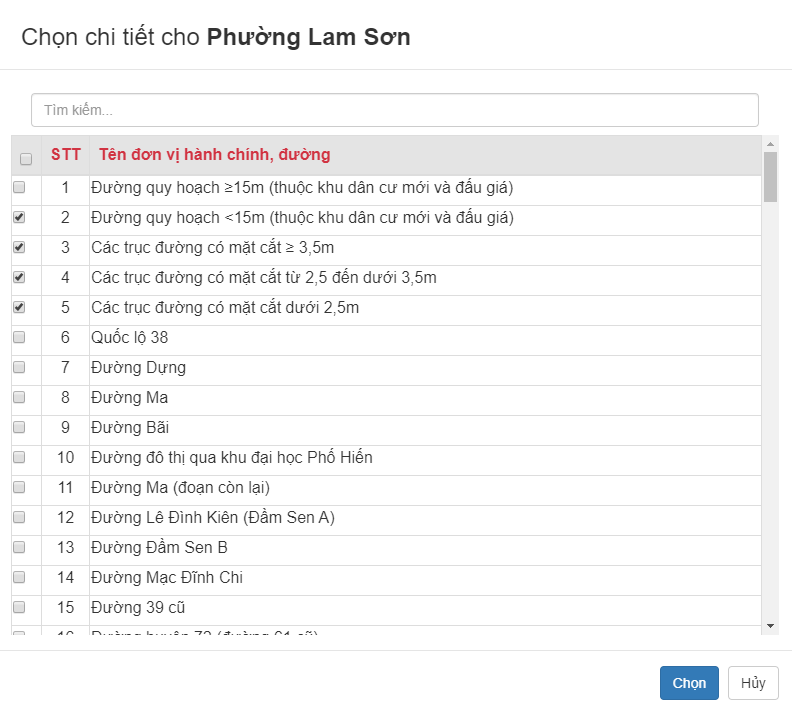 Chọn chi tiết cho Phường Lam Sơn
Tìm kiếm...
STT Tên đơn vị hành chính, đường
1 Đường quy hoạch ≥15m (thuộc khu dân cư mới và đấu giá)
2 Đường quy hoạch <15m (thuộc khu dân cư mới và đấu giá)
3 Các trục đường có mặt cắt ≥ 3,5m
4 Các trục đường có mặt cắt từ 2,5 đến dưới 3,5m
5 Các trục đường có mặt cắt dưới 2,5m
6 Quốc lộ 38
7 Đường Dựng
8 Đường Ma
9 Đường Bãi
10 Đường đô thị qua khu đại học Phố Hiến
11 Đường Ma (đoạn còn lại)
12 Đường Lê Đình Kiên (Đầm Sen A)
13 Đường Đầm Sen B
14 Đường Mạc Đĩnh Chi
15 Đường 39 cũ
16 Đường huyện 72 (đường 61 cũ)
Chọn Hủy